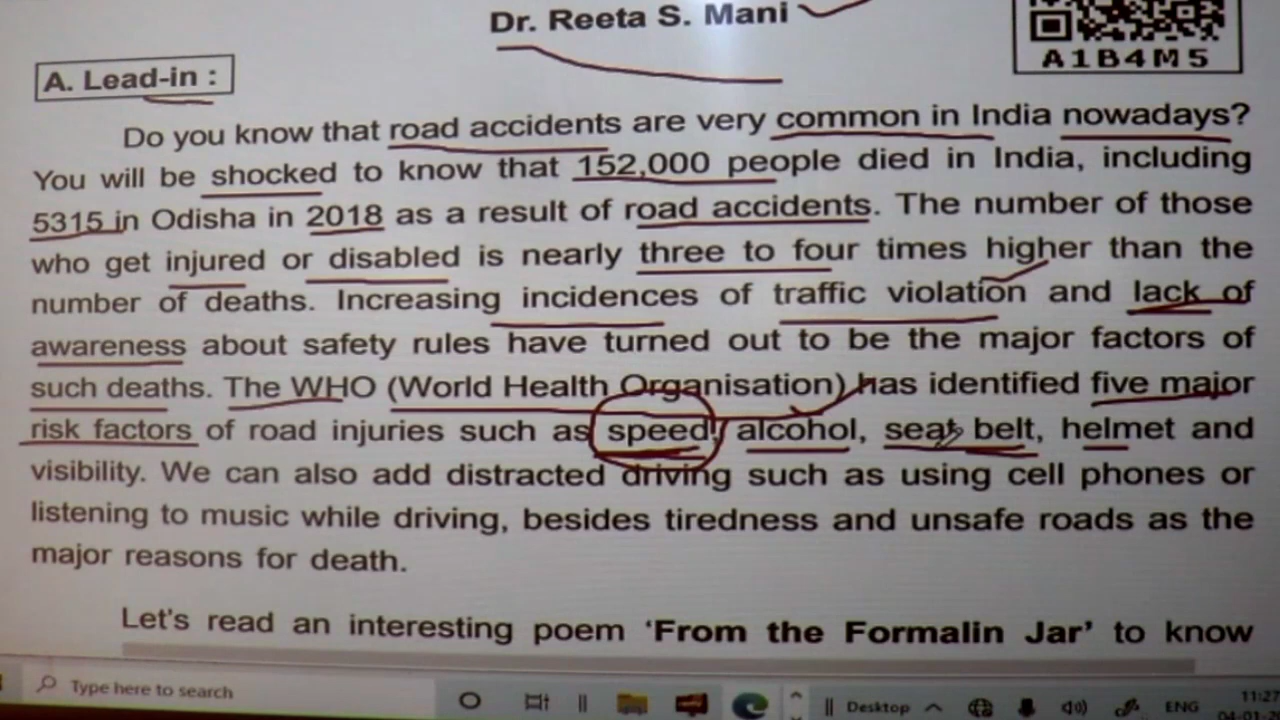 Dr. Reeta S. Mani
A1B4M5
A. Lead-in :
Do you know that road accidents are very common in India nowadays?
You will be shocked to know that 152,000 people died in India, including
5315 in Odisha in 2018 as a result of road accidents. The number of those
who get injured or disabled is nearly three to four times higher than the
number of deaths. Increasing incidences of traffic violation and lack of
awareness about safety rules have turned out to be the major factors of
such deaths. The WHO (World Health Organisation) has identified five major
risk factors of road injuries such as speed, alcohol, seat belt, helmet and
visibility. We can also add distracted driving such as using cell phones or
listening to music while driving, besides tiredness and unsafe roads as the
major reasons for death.
Let's read an interesting poem ‘From the Formalin Jar’ to know
Type here to search
Desktop
ENG
11:27